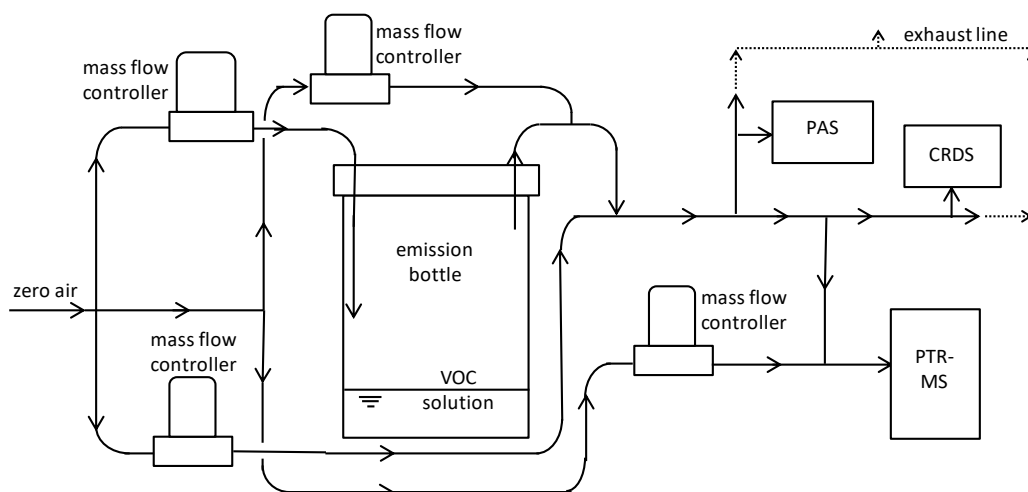 mass flow
controller
mass flow
controller
exhaust line
PAS
CRDS
emission
bottle
zero air
mass flow
controller
mass flow
controller
VOC
solution
PTR-
MS